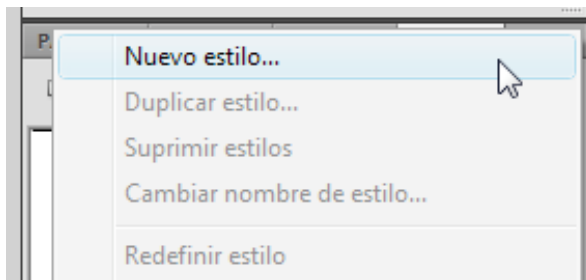 Nuevo estilo...
Duplicar estilo...
Suprimir estilos
Cambiar nombre de estilo...
Redefinir estilo